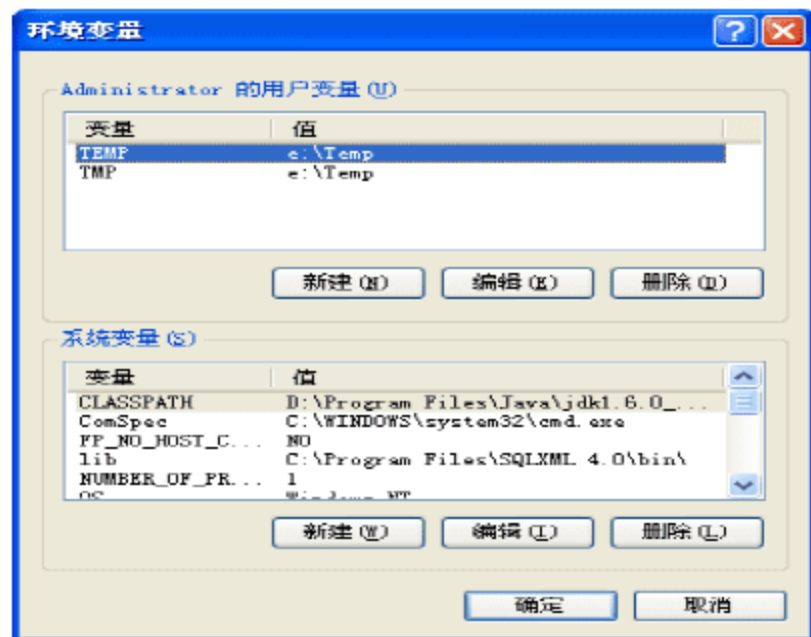 环境变量
Administrator 的用户变量(U)
变量 值
TEMP e:\Temp
TMP e:\Temp
新建(N) 编辑(E) 删除(D)
系统变量(S)
变量 值
CLASSPATH D:\Program Files\Java\jdk1.6.0_...
ComSpec C:\WINDOWS\system32\cmd.exe
FP_NO_HOST_C... NO
lib C:\Program Files\SQLXML 4.0\bin\
NUMBER_OF_PR... 1
OS Windows_NT
新建(W) 编辑(I) 删除(L)
确定 取消